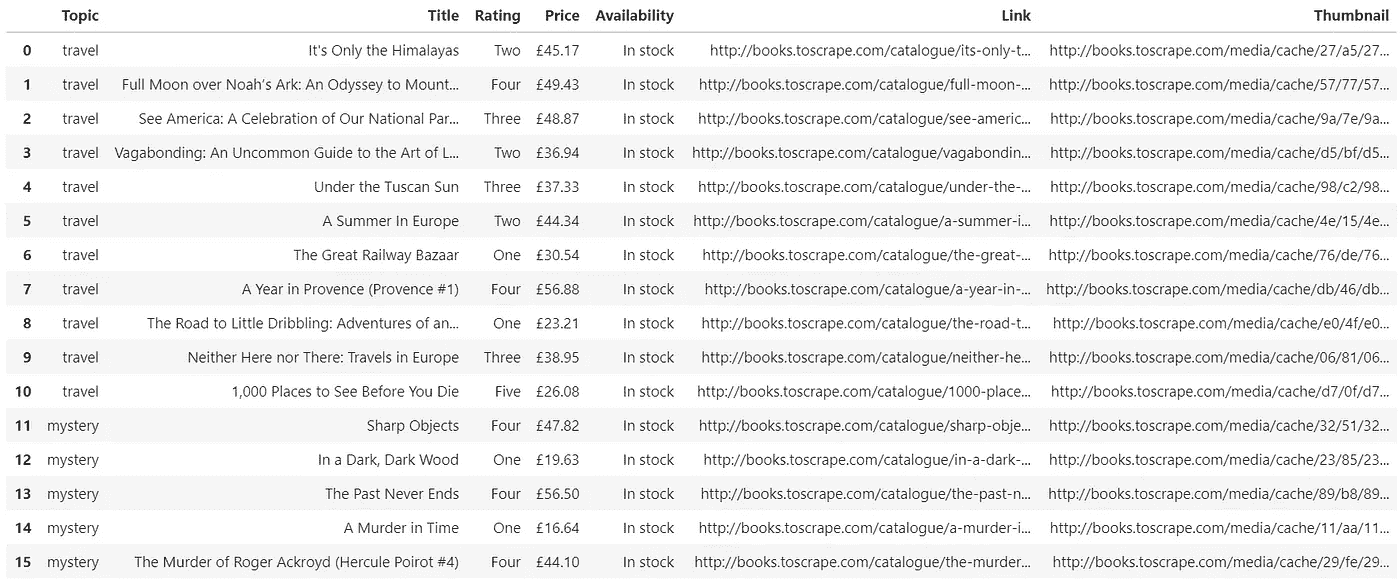 Topic Title Rating Price Availability Link Thumbnail
0 travel It's Only the Himalayas Two £45.17 In stock http://books.toscrape.com/catalogue/its-only-t... http://books.toscrape.com/media/cache/27/a5/27...
1 travel Full Moon over Noah’s Ark: An Odyssey to Mount... Four £49.43 In stock http://books.toscrape.com/catalogue/full-moon-... http://books.toscrape.com/media/cache/57/77/57...
2 travel See America: A Celebration of Our National Par... Three £48.87 In stock http://books.toscrape.com/catalogue/see-americ... http://books.toscrape.com/media/cache/9a/7e/9a...
3 travel Vagabonding: An Uncommon Guide to the Art of L... Two £36.94 In stock http://books.toscrape.com/catalogue/vagabondin... http://books.toscrape.com/media/cache/d5/bf/d5...
4 travel Under the Tuscan Sun Three £37.33 In stock http://books.toscrape.com/catalogue/under-the-... http://books.toscrape.com/media/cache/98/c2/98...
5 travel A Summer In Europe Two £44.34 In stock http://books.toscrape.com/catalogue/a-summer-i... http://books.toscrape.com/media/cache/4e/15/4e...
6 travel The Great Railway Bazaar One £30.54 In stock http://books.toscrape.com/catalogue/the-great-... http://books.toscrape.com/media/cache/76/de/76...
7 travel A Year in Provence (Provence #1) Four £56.88 In stock http://books.toscrape.com/catalogue/a-year-in-... http://books.toscrape.com/media/cache/db/46/db...
8 travel The Road to Little Dribbling: Adventures of an... One £23.21 In stock http://books.toscrape.com/catalogue/the-road-t... http://books.toscrape.com/media/cache/e0/4f/e0...
9 travel Neither Here nor There: Travels in Europe Three £38.95 In stock http://books.toscrape.com/catalogue/neither-he... http://books.toscrape.com/media/cache/06/81/06...
10 travel 1,000 Places to See Before You Die Five £26.08 In stock http://books.toscrape.com/catalogue/1000-place... http://books.toscrape.com/media/cache/d7/0f/d7...
11 mystery Sharp Objects Four £47.82 In stock http://books.toscrape.com/catalogue/sharp-obje... http://books.toscrape.com/media/cache/32/51/32...
12 mystery In a Dark, Dark Wood One £19.63 In stock http://books.toscrape.com/catalogue/in-a-dark-... http://books.toscrape.com/media/cache/23/85/23...
13 mystery The Past Never Ends Four £56.50 In stock http://books.toscrape.com/catalogue/the-past-n... http://books.toscrape.com/media/cache/89/b8/89...
14 mystery A Murder in Time One £16.64 In stock http://books.toscrape.com/catalogue/a-murder-i... http://books.toscrape.com/media/cache/11/aa/11...
15 mystery The Murder of Roger Ackroyd (Hercule Poirot #4) Four £44.10 In stock http://books.toscrape.com/catalogue/the-murder... http://books.toscrape.com/media/cache/29/fe/29...